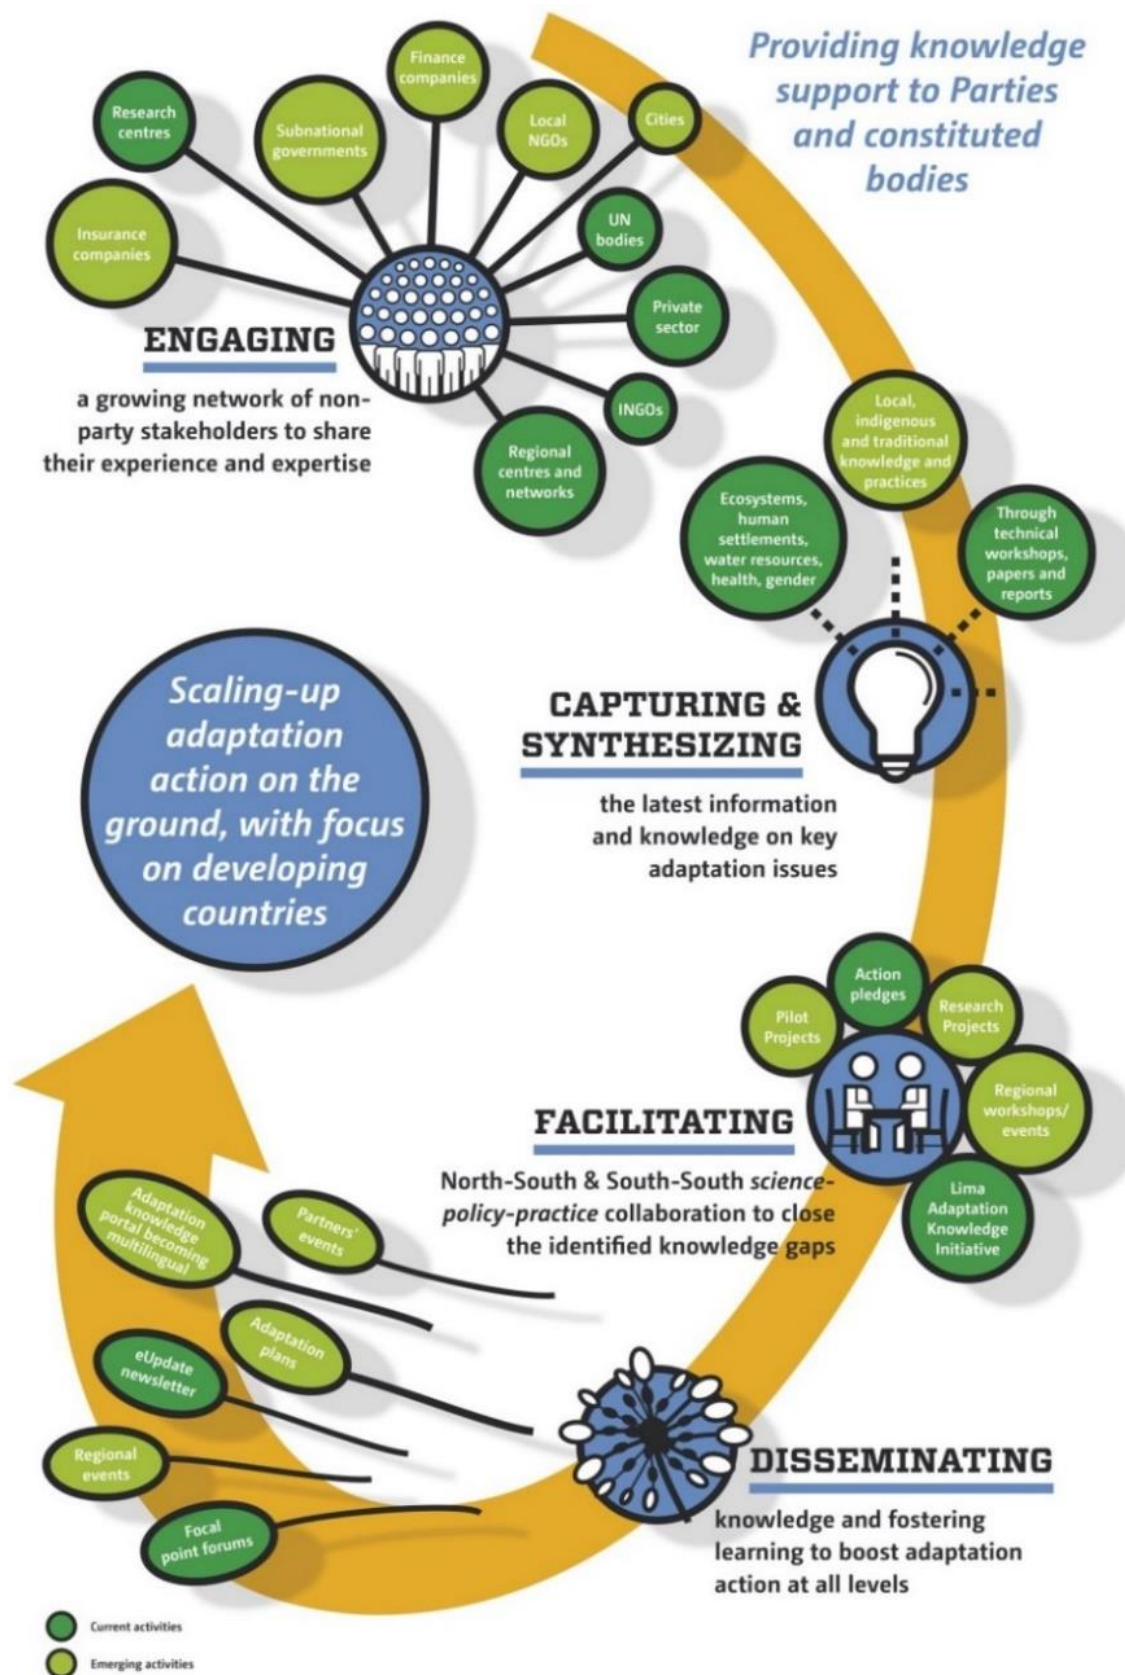 Providing knowledge
support to Parties
and constituted
bodies
Finance
companies
Research
centres
Subnational
governments
Local
NGOs
Cities
Insurance
companies
UN
bodies
Private
sector
INGOs
Regional
centres and
networks
ENGAGING
a growing network of non-
party stakeholders to share
their experience and expertise
Local,
indigenous
and traditional
knowledge and
practices
Ecosystems,
human
settlements,
water resources,
health, gender
Through
technical
workshops,
papers and
reports
CAPTURING &
SYNTHESIZING
the latest information
and knowledge on key
adaptation issues
Scaling-up
adaptation
action on the
ground, with focus
on developing
countries
Action
pledges
Pilot
Projects
Research
Projects
Regional
workshops/
events
Lima
Adaptation
Knowledge
Initiative
FACILITATING
North-South & South-South science-
policy-practice collaboration to close
the identified knowledge gaps
Adaptation
knowledge
portal becoming
multilingual
Partners'
events
Adaptation
plans
eUpdate
newsletter
Regional
events
Focal
point forums
DISSEMINATING
knowledge and fostering
learning to boost adaptation
action at all levels
Current activities
Emerging activities